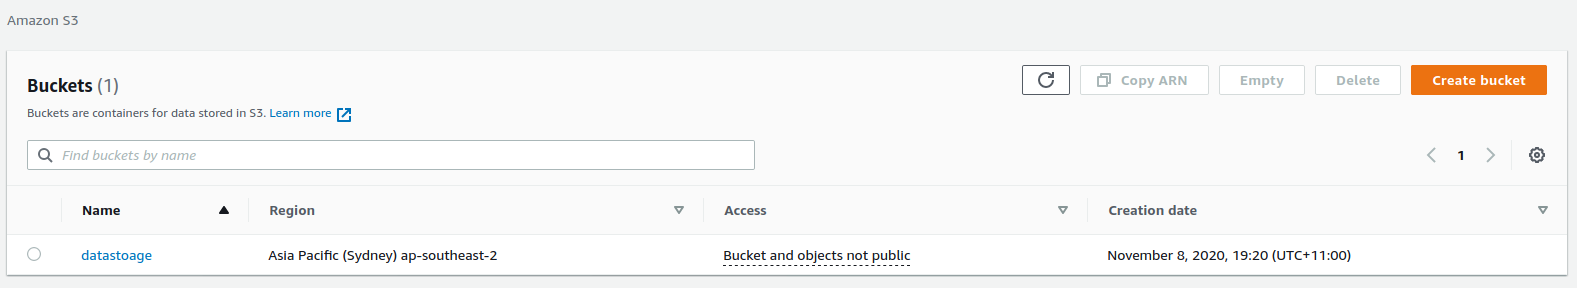 Amazon S3
Buckets (1)
Copy ARN
Empty
Delete
Create bucket
Buckets are containers for data stored in S3. Learn more
Find buckets by name
1
Name Region Access Creation date
datastoage Asia Pacific (Sydney) ap-southeast-2 Bucket and objects not public November 8, 2020, 19:20 (UTC+11:00)